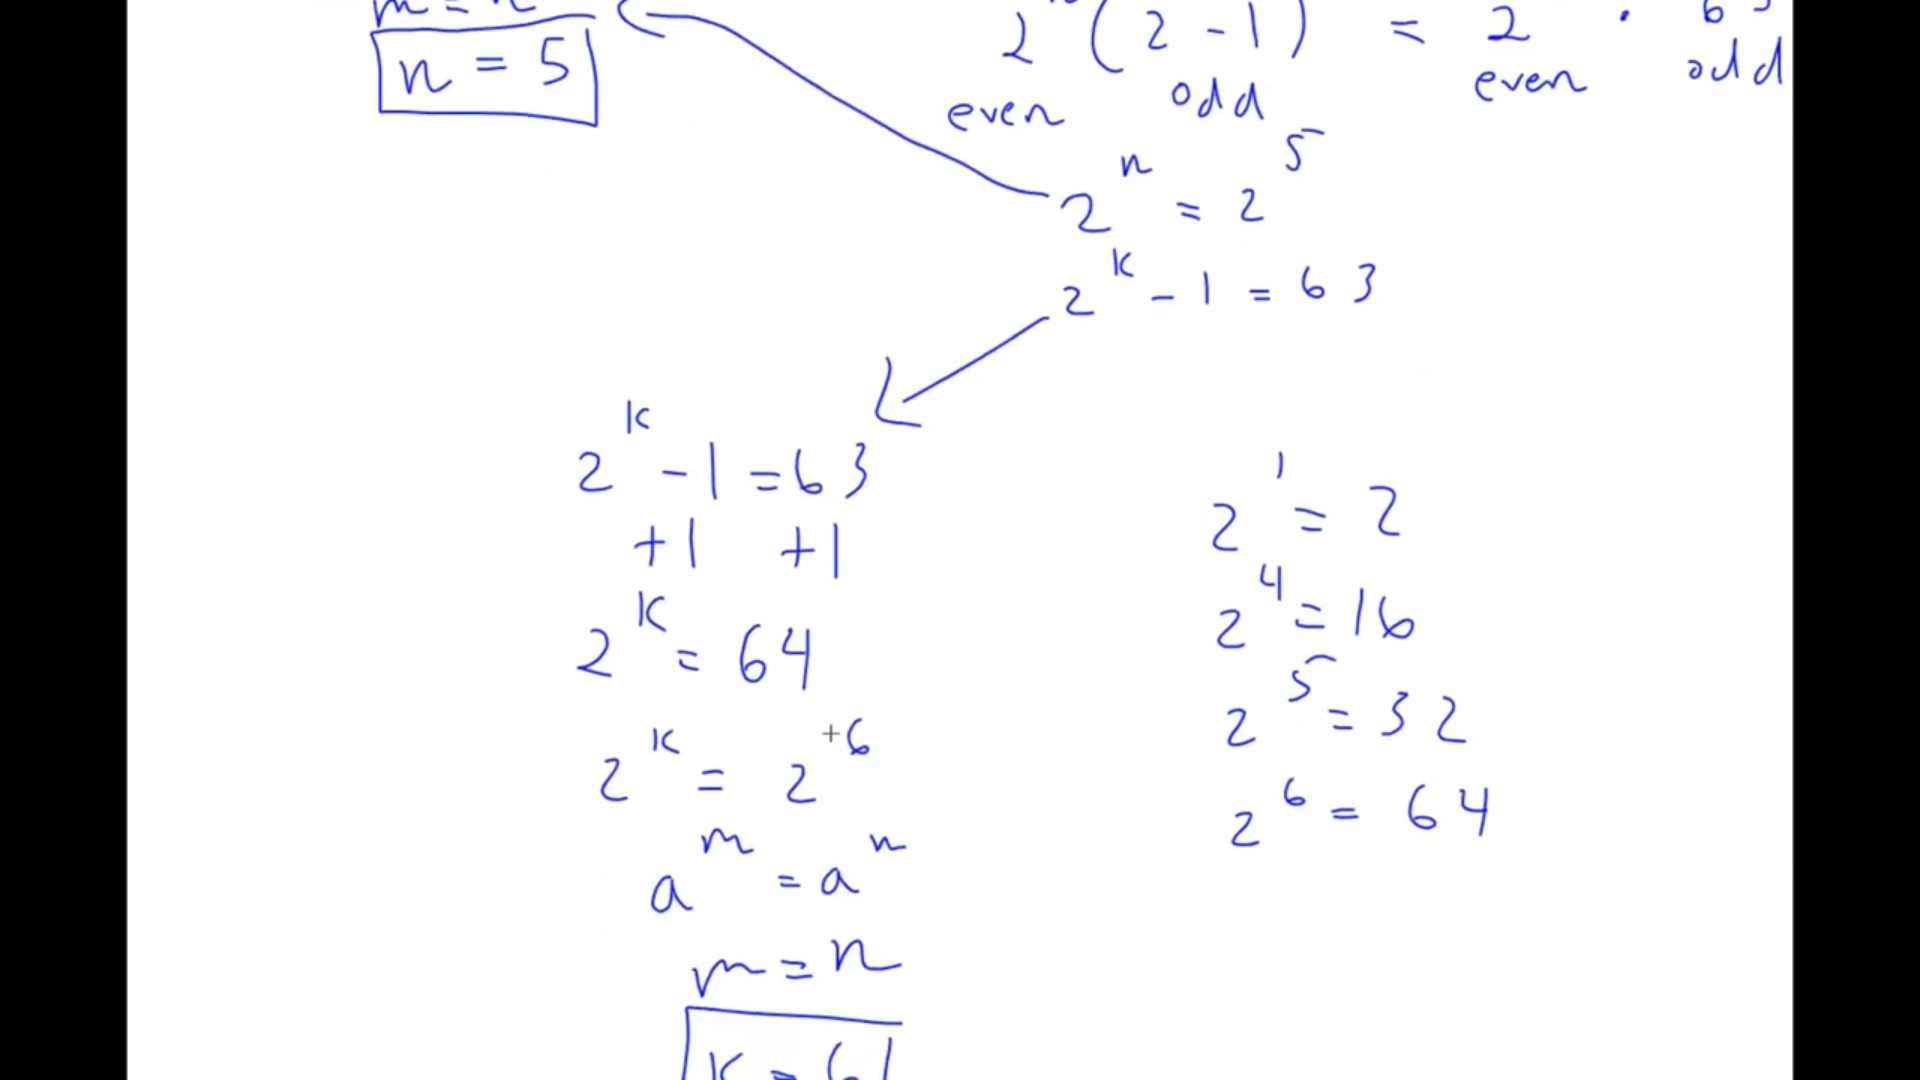 m = n
n = 5
2 (2 - 1) = 2 · 63
even odd even odd
2^n = 2^5
2^k - 1 = 63
2^k - 1 = 63
+1 +1
2^k = 64
2^k = 2^6
a^m = a^n
m = n
k = 6
2^1 = 2
2^4 = 16
2^5 = 32
2^6 = 64